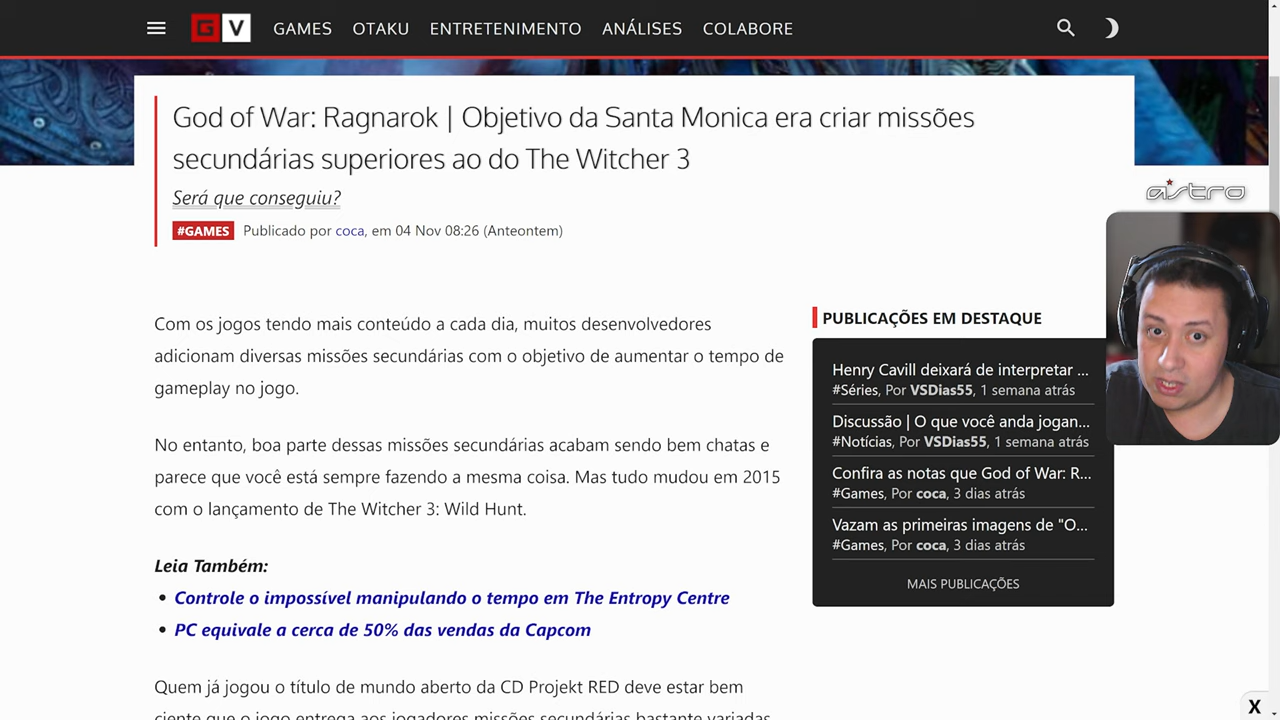 GV
GAMES
OTAKU
ENTRETENIMENTO
ANÁLISES
COLABORE
God of War: Ragnarok | Objetivo da Santa Monica era criar missões
secundárias superiores ao do The Witcher 3
Será que conseguiu?
#GAMES Publicado por coca, em 04 Nov 08:26 (Anteontem)
astro
Com os jogos tendo mais conteúdo a cada dia, muitos desenvolvedores
adicionam diversas missões secundárias com o objetivo de aumentar o tempo de
gameplay no jogo.
No entanto, boa parte dessas missões secundárias acabam sendo bem chatas e
parece que você está sempre fazendo a mesma coisa. Mas tudo mudou em 2015
com o lançamento de The Witcher 3: Wild Hunt.
Leia Também:
• Controle o impossível manipulando o tempo em The Entropy Centre
• PC equivale a cerca de 50% das vendas da Capcom
Quem já jogou o título de mundo aberto da CD Projekt RED deve estar bem
ciente que o jogo entrega aos jogadores missões secundárias bastante variadas
PUBLICAÇÕES EM DESTAQUE
Henry Cavill deixará de interpretar ...
#Séries, Por VSDias55, 1 semana atrás
Discussão | O que você anda jogan...
#Notícias, Por VSDias55, 1 semana atrás
Confira as notas que God of War: R...
#Games, Por coca, 3 dias atrás
Vazam as primeiras imagens de "O...
#Games, Por coca, 3 dias atrás
MAIS PUBLICAÇÕES
X